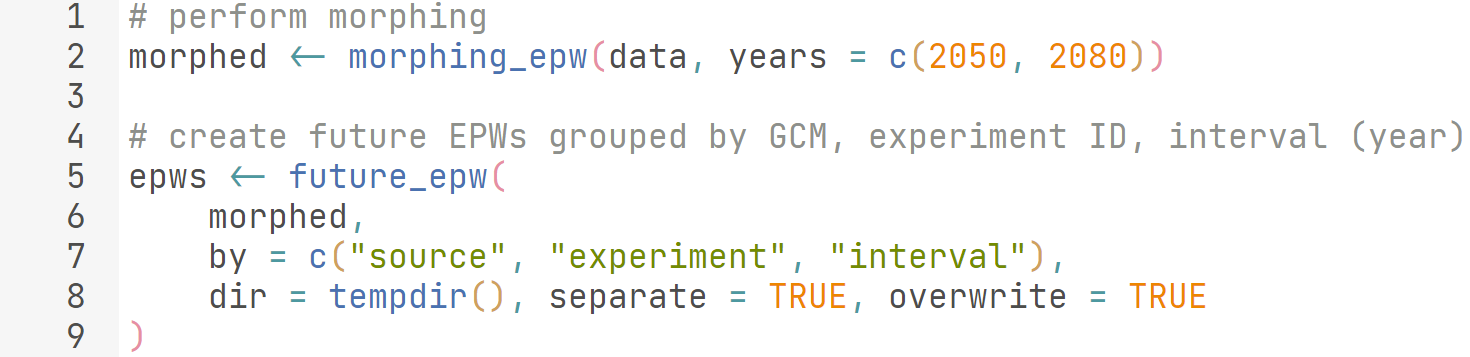 1 # perform morphing
2 morphed <- morphing_epw(data, years = c(2050, 2080))
3
4 # create future EPWs grouped by GCM, experiment ID, interval (year)
5 epws <- future_epw(
6     morphed,
7     by = c("source", "experiment", "interval"),
8     dir = tempdir(), separate = TRUE, overwrite = TRUE
9 )